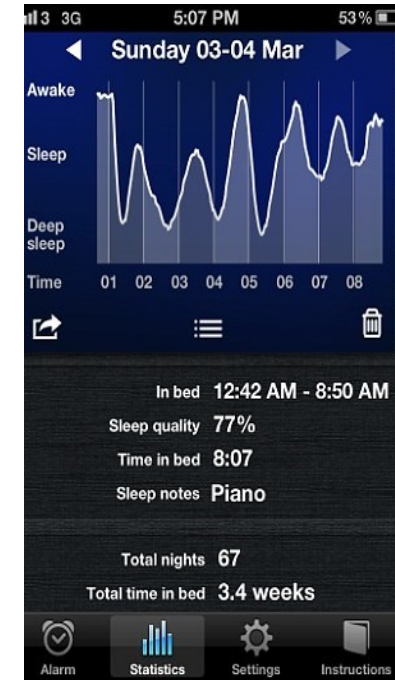 3 3G 5:07 PM 53%
Sunday 03-04 Mar
Awake
Sleep
Deep
sleep
Time 01 02 03 04 05 06 07 08
In bed 12:42 AM - 8:50 AM
Sleep quality 77%
Time in bed 8:07
Sleep notes Piano
Total nights 67
Total time in bed 3.4 weeks
Alarm Statistics Settings Instructions